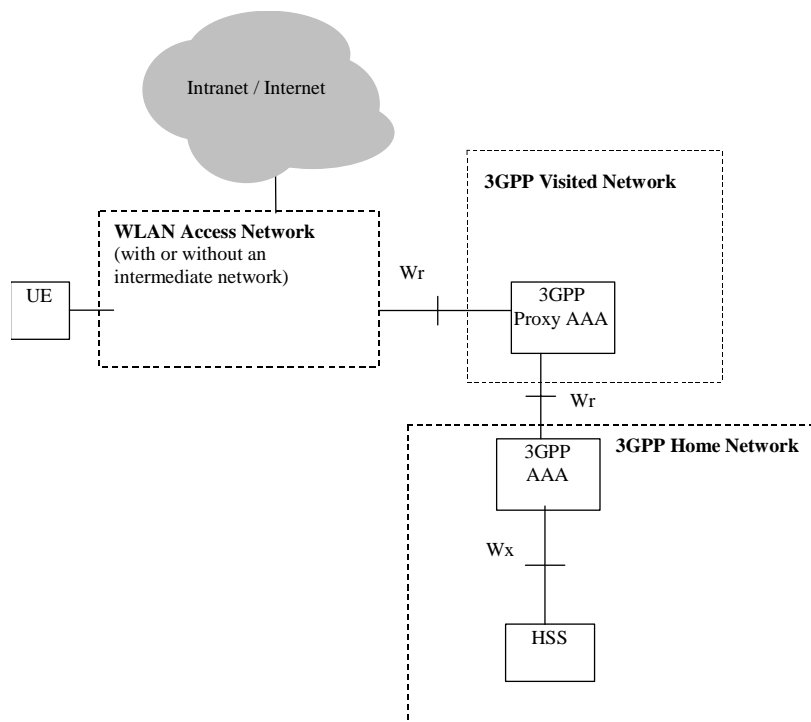 Intranet / Internet
3GPP Visited Network
WLAN Access Network
(with or without an
intermediate network)
Wr
UE
3GPP
Proxy AAA
Wr
3GPP Home Network
3GPP
AAA
Wx
HSS